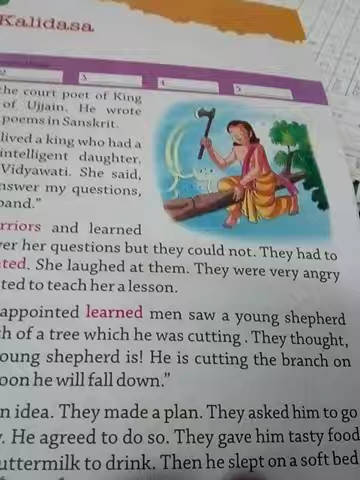 Kalidasa
2 3 4 5
the court poet of King
of Ujjain. He wrote
poems in Sanskrit.
lived a king who had a
intelligent daughter.
Vidyawati. She said,
nswer my questions,
band."
rriors and learned
ver her questions but they could not. They had to
ted. She laughed at them. They were very angry
ted to teach her a lesson.
appointed learned men saw a young shepherd
ch of a tree which he was cutting . They thought,
oung shepherd is! He is cutting the branch on
oon he will fall down."
n idea. They made a plan. They asked him to go
y. He agreed to do so. They gave him tasty food
uttermilk to drink. Then he slept on a soft bed